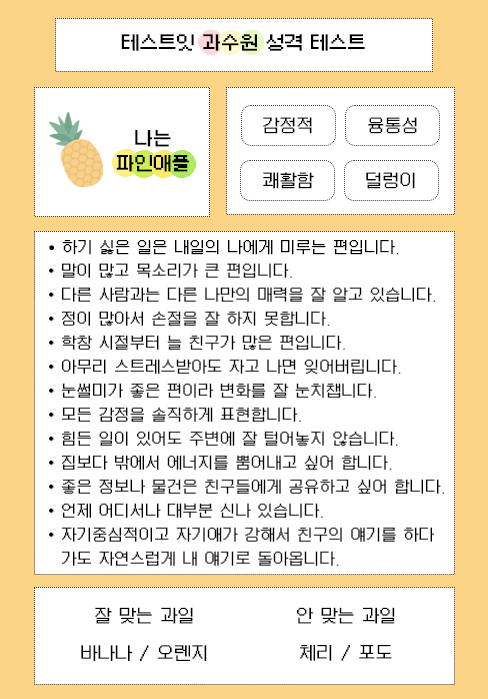 테스트잇 과수원 성격 테스트
나는
파인애플
감정적
융통성
쾌활함
덜렁이
• 하기 싫은 일은 내일의 나에게 미루는 편입니다.
• 말이 많고 목소리가 큰 편입니다.
• 다른 사람과는 다른 나만의 매력을 잘 알고 있습니다.
• 정이 많아서 손절을 잘 하지 못합니다.
• 학창 시절부터 늘 친구가 많은 편입니다.
• 아무리 스트레스받아도 자고 나면 잊어버립니다.
• 눈썰미가 좋은 편이라 변화를 잘 눈치챕니다.
• 모든 감정을 솔직하게 표현합니다.
• 힘든 일이 있어도 주변에 잘 털어놓지 않습니다.
• 집보다 밖에서 에너지를 뿜어내고 싶어 합니다.
• 좋은 정보나 물건은 친구들에게 공유하고 싶어 합니다.
• 언제 어디서나 대부분 신나 있습니다.
• 자기중심적이고 자기애가 강해서 친구의 얘기를 하다
가도 자연스럽게 내 얘기로 돌아옵니다.
잘 맞는 과일
바나나 / 오렌지
안 맞는 과일
체리 / 포도